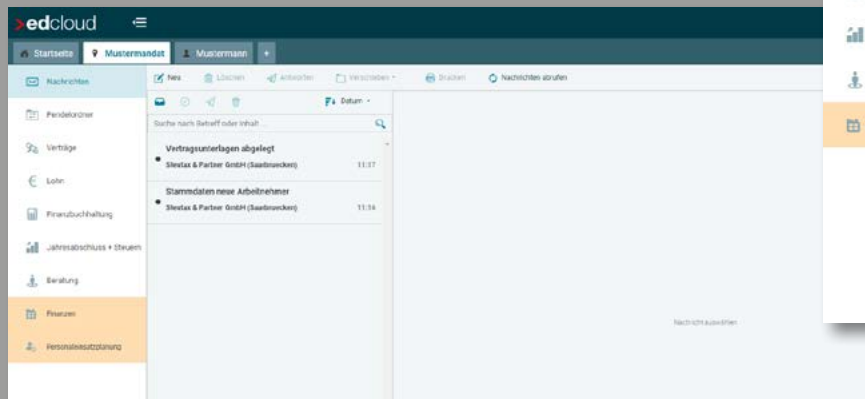 >edcloud
Startseite
Mustermandat
Mustermann
+
Nachrichten
Pendelordner
Verträge
Lohn
Finanzbuchhaltung
Jahresabschluss + Steuern
Beratung
Finanzen
Personaleinsatzplanung
Neu
Löschen
Antworten
Verschieben
Drucken
Nachrichten abrufen
Datum
Suche nach Betreff oder Inhalt ...
Vertragsunterlagen abgelegt
Slextax & Partner GmbH (Saabruecken) 11:17
Stammdaten neue Arbeitnehmer
Slextax & Partner GmbH (Saabruecken) 11:14
Nachricht auswählen